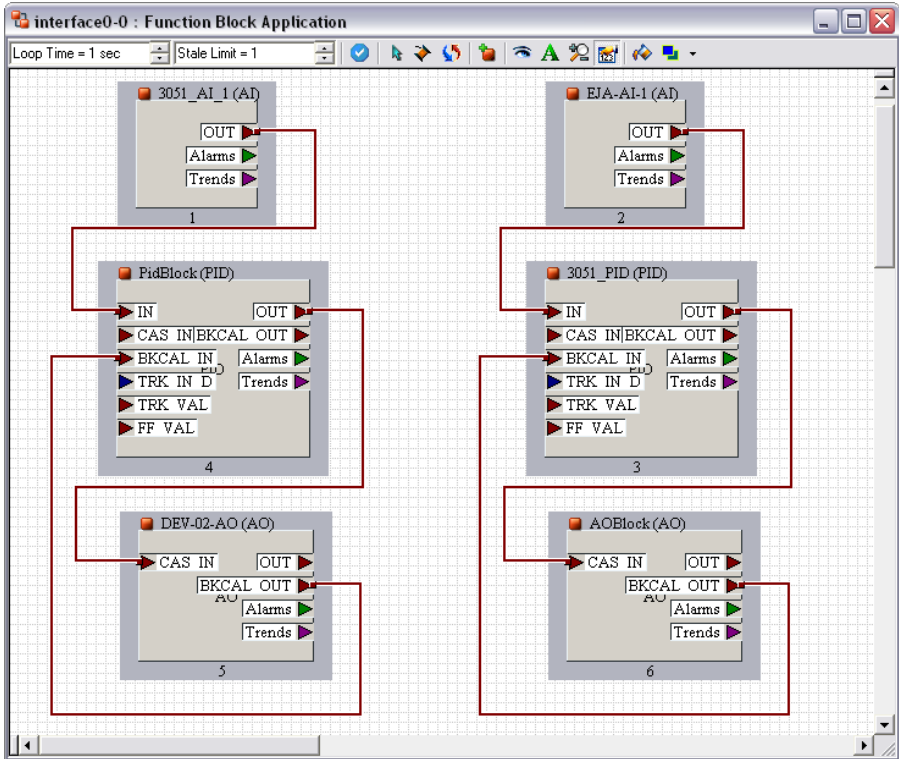 interface0-0 : Function Block Application
Loop Time = 1 sec
Stale Limit = 1
3051_AI_1 (AI)
OUT
Alarms
Trends
1
EJA-AI-1 (AI)
OUT
Alarms
Trends
2
PidBlock (PID)
IN OUT
CAS IN BKCAL OUT
BKCAL IN Alarms
PID
TRK IN D Trends
TRK VAL
FF VAL
4
3051_PID (PID)
IN OUT
CAS IN BKCAL OUT
BKCAL IN Alarms
PID
TRK IN D Trends
TRK VAL
FF VAL
3
DEV-02-AO (AO)
CAS IN OUT
BKCAL OUT
AO
Alarms
Trends
5
AOBlock (AO)
CAS IN OUT
BKCAL OUT
AO
Alarms
Trends
6